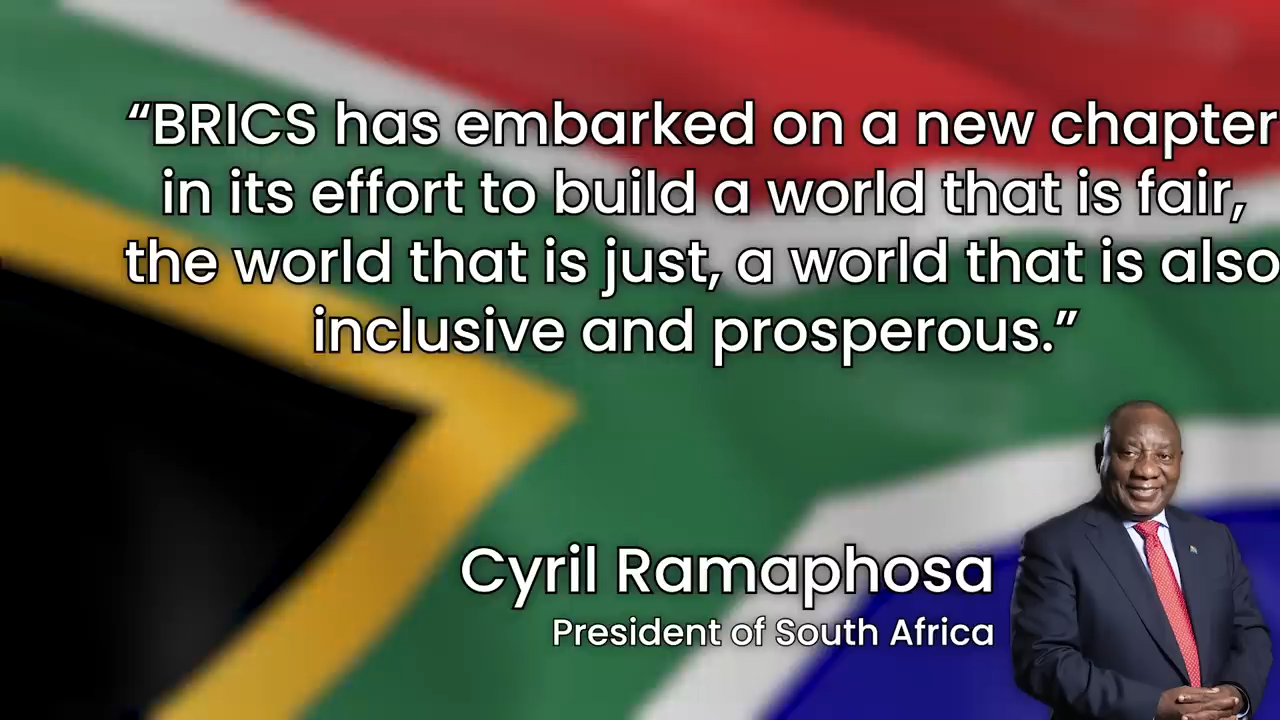 “BRICS has embarked on a new chapter
in its effort to build a world that is fair,
the world that is just, a world that is also
inclusive and prosperous.”
Cyril Ramaphosa
President of South Africa